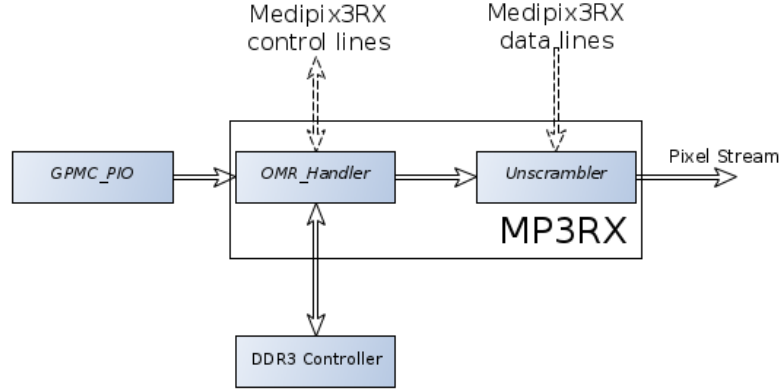 Medipix3RX
control lines
Medipix3RX
data lines
GPMC_PIO
OMR_Handler
Unscrambler
Pixel Stream
MP3RX
DDR3 Controller